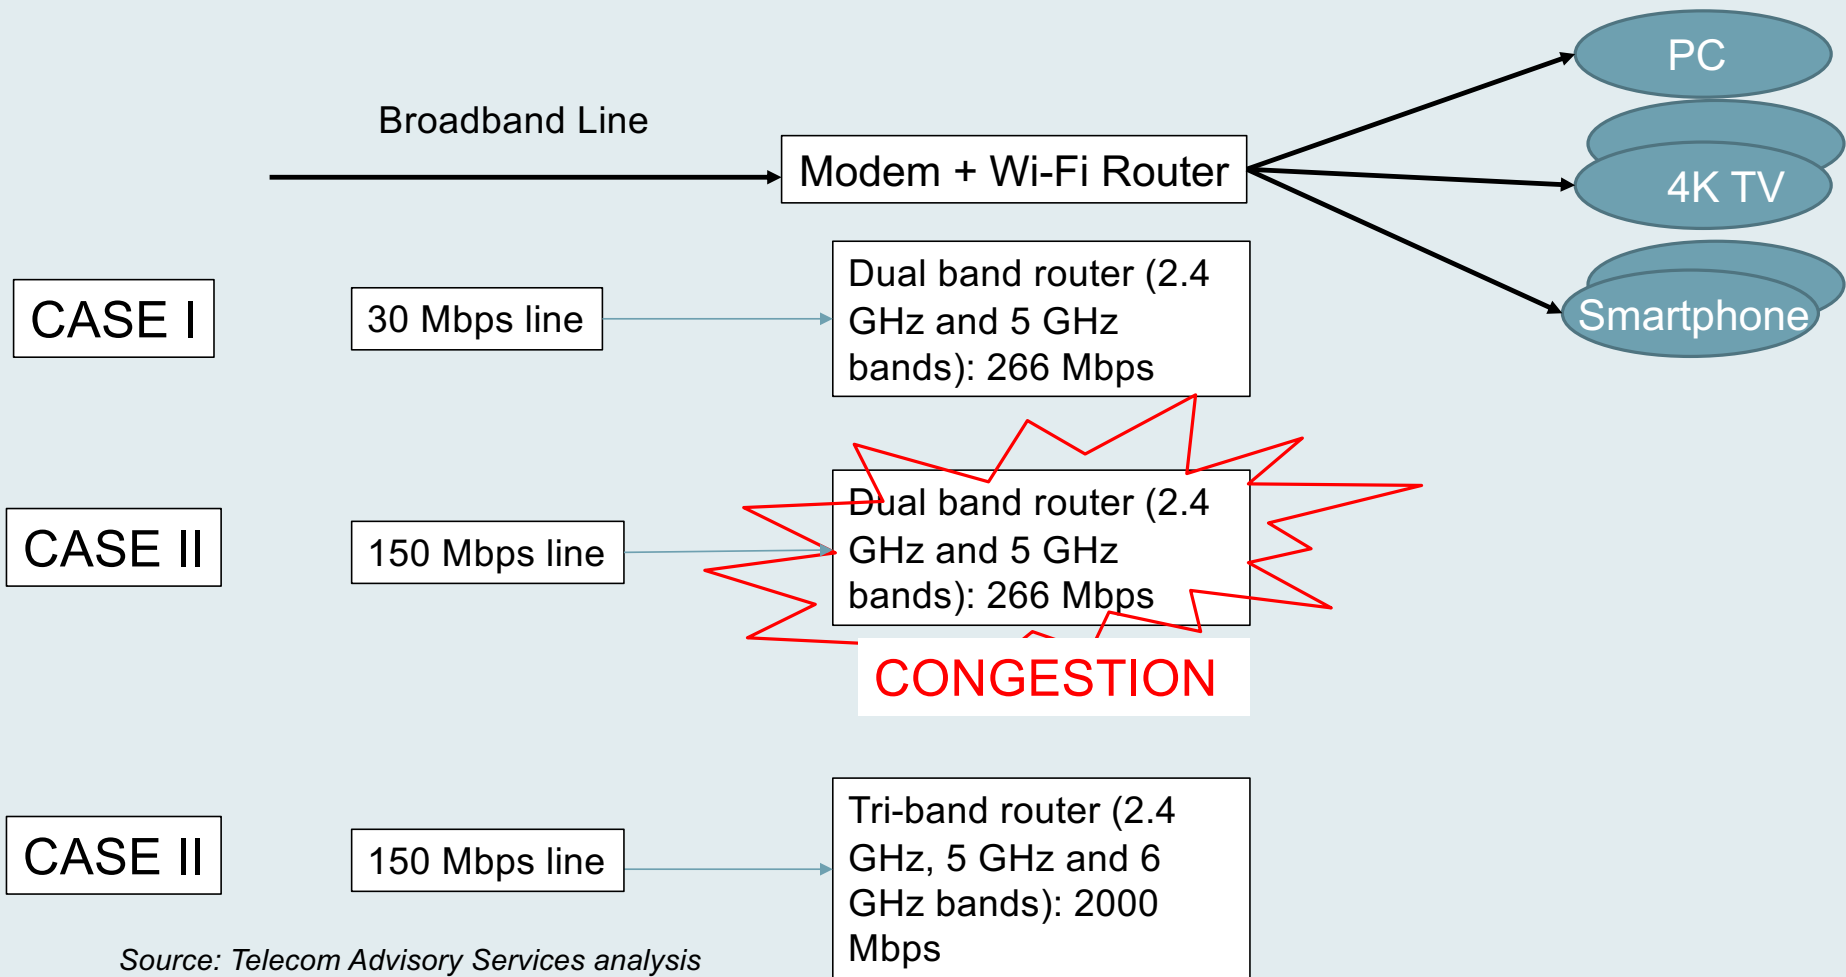 PC
Broadband Line
Modem + Wi-Fi Router
4K TV
Smartphone
CASE I
30 Mbps line
Dual band router (2.4
GHz and 5 GHz
bands): 266 Mbps
CASE II
150 Mbps line
Dual band router (2.4
GHz and 5 GHz
bands): 266 Mbps
CONGESTION
CASE II
150 Mbps line
Tri-band router (2.4
GHz, 5 GHz and 6
GHz bands): 2000
Mbps
Source: Telecom Advisory Services analysis